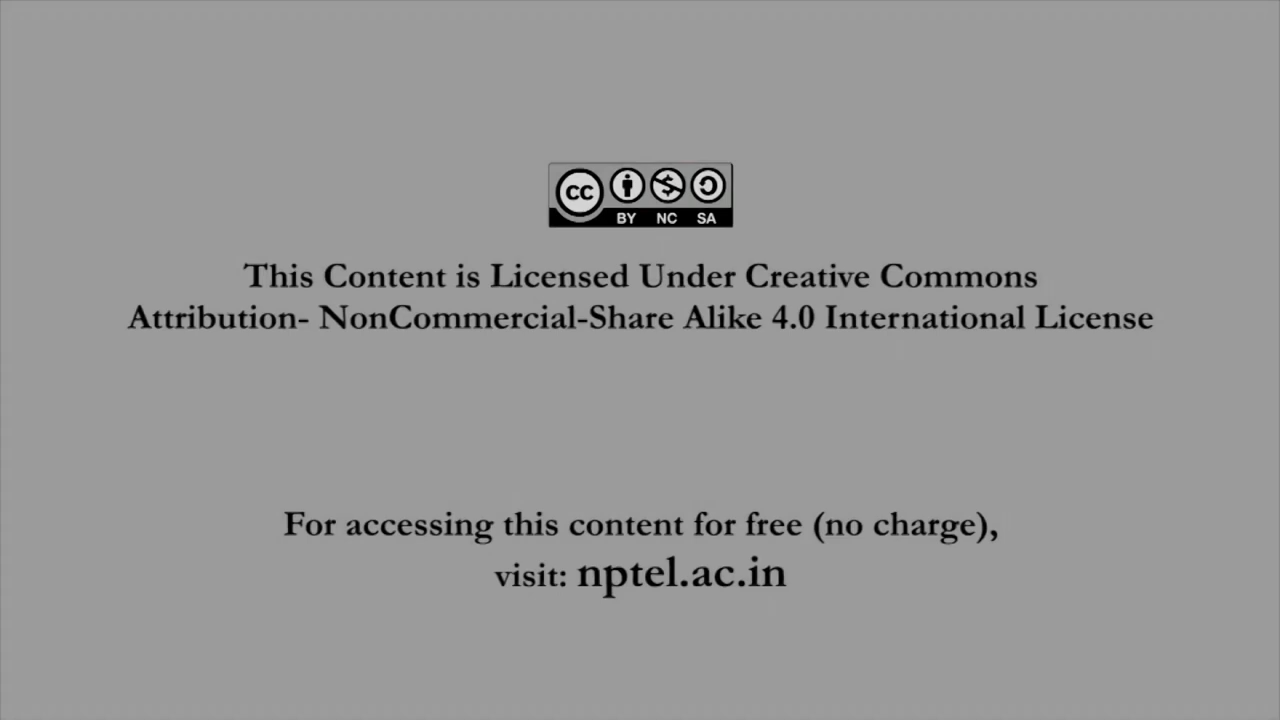 cc
BY NC SA
This Content is Licensed Under Creative Commons
Attribution- NonCommercial-Share Alike 4.0 International License
For accessing this content for free (no charge),
visit: nptel.ac.in